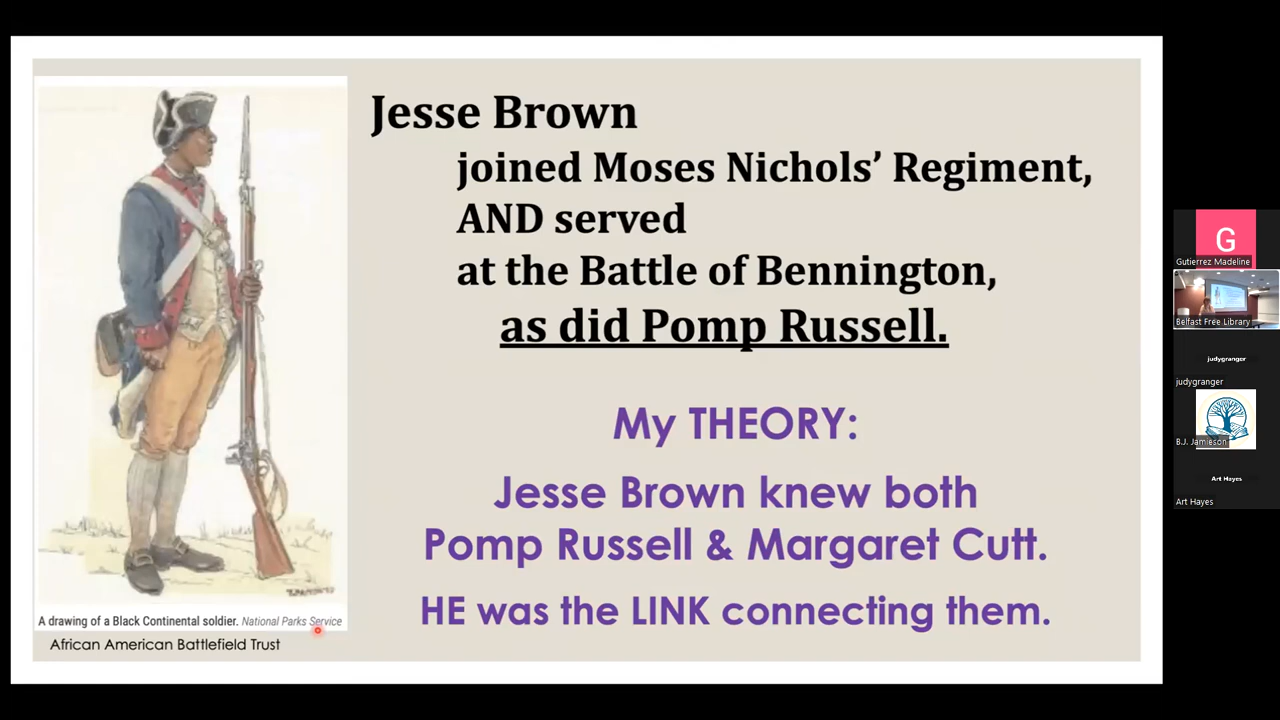 Jesse Brown
joined Moses Nichols’ Regiment,
AND served
at the Battle of Bennington,
as did Pomp Russell.
My THEORY:
Jesse Brown knew both
Pomp Russell & Margaret Cutt.
HE was the LINK connecting them.
A drawing of a Black Continental soldier. National Parks Service
African American Battlefield Trust
G
Gutierrez Madeline
Belfast Free Library
judygranger
judygranger
B.J. Jamieson
Art Hayes
Art Hayes